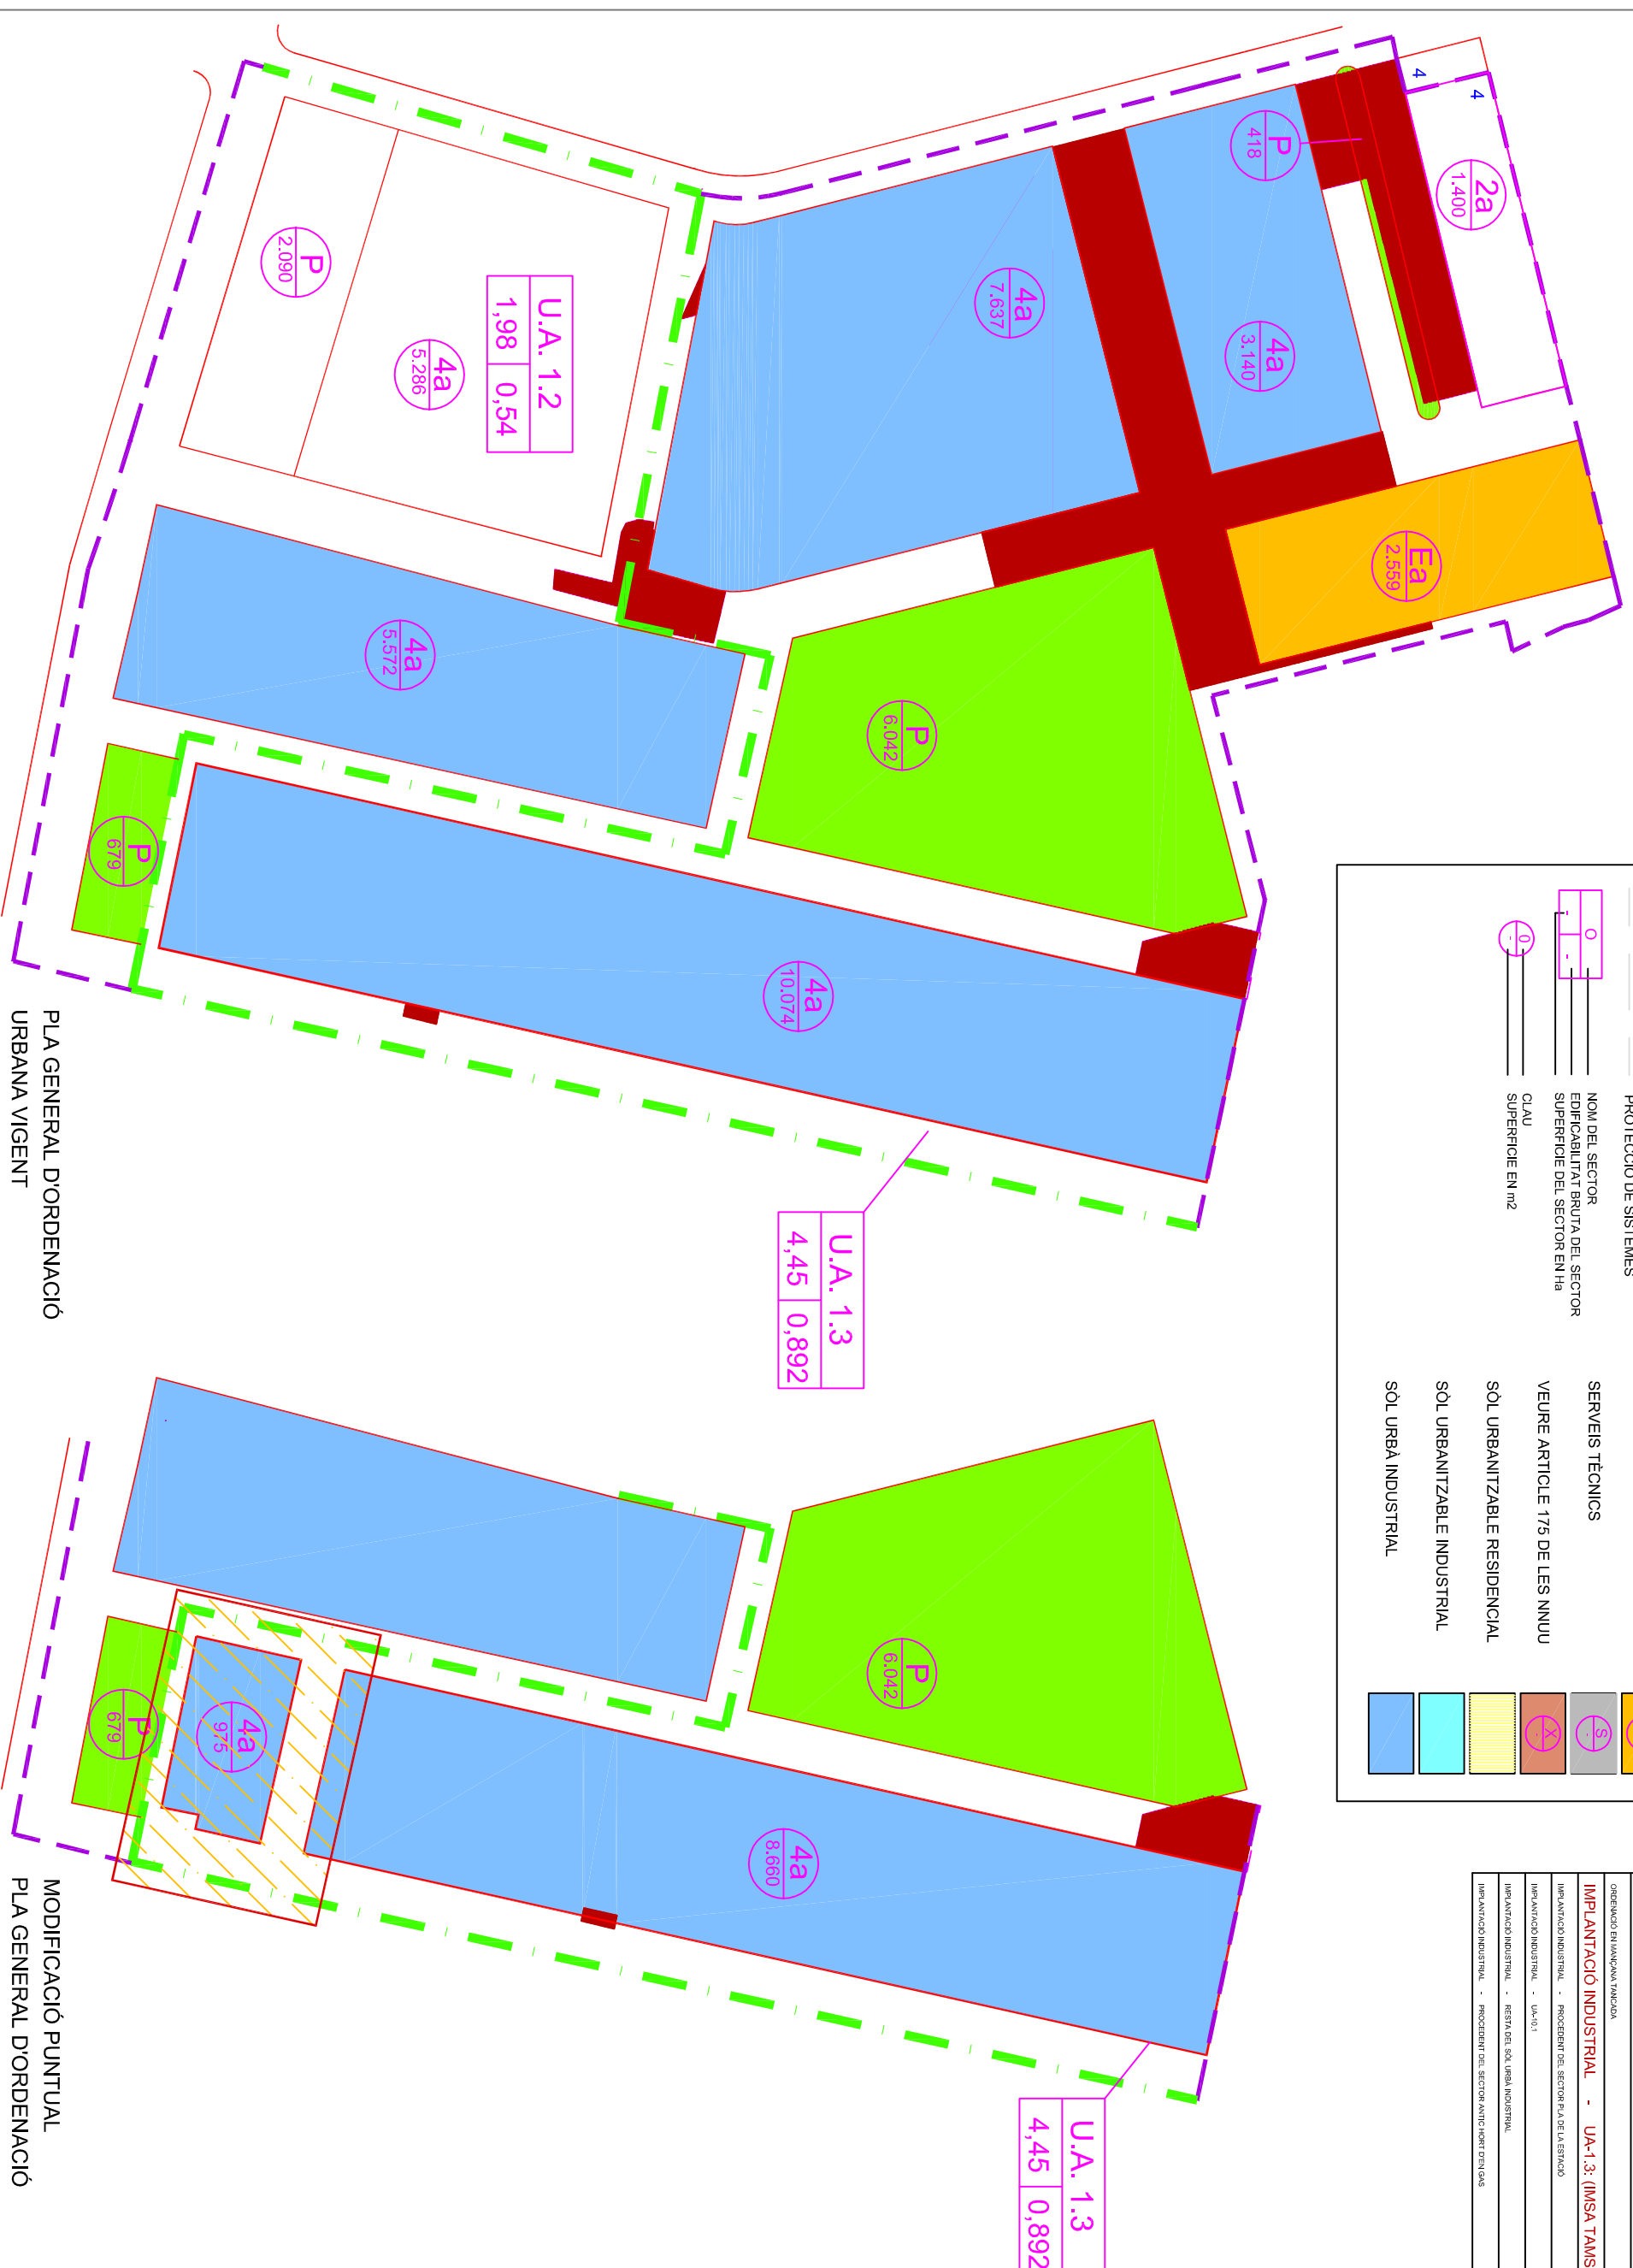 4
4
2a
1.400
P
418
4a
3.140
4a
7.637
Ea
2.559
P
2.090
4a
5.286
U.A. 1.2
1,98 0,54
4a
5.572
P
6.042
P
679
4a
10.074
U.A. 1.3
4,45 0,892
PLA GENERAL D'ORDENACIÓ
URBANA VIGENT
PROTECCIÓ DE SISTEMES
O
- -
NOM DEL SECTOR
EDIFICABILITAT BRUTA DEL SECTOR
SUPERFICIE DEL SECTOR EN Ha
0
-
CLAU
SUPERFICIE EN m2
SERVEIS TÈCNICS
S
VEURE ARTICLE 175 DE LES NNUU
X
SÒL URBANITZABLE RESIDENCIAL
SÒL URBANITZABLE INDUSTRIAL
SÒL URBÀ INDUSTRIAL
P
6.042
P
679
4a
975
4a
8.660
U.A. 1.3
4,45 0,892
MODIFICACIÓ PUNTUAL
PLA GENERAL D'ORDENACIÓ
ORDENACIÓ EN MANÇANA TANCADA
IMPLANTACIÓ INDUSTRIAL - UA-1.3: (IMSA TAMS
IMPLANTACIÓ INDUSTRIAL - PROCEDENT DEL SECTOR PLA DE LA ESTACIÓ
IMPLANTACIÓ INDUSTRIAL - UA-10.1
IMPLANTACIÓ INDUSTRIAL - RESTA DEL SÒL URBÀ INDUSTRIAL
IMPLANTACIÓ INDUSTRIAL - PROCEDENT DEL SECTOR ANTIC HORT D'EN GAS